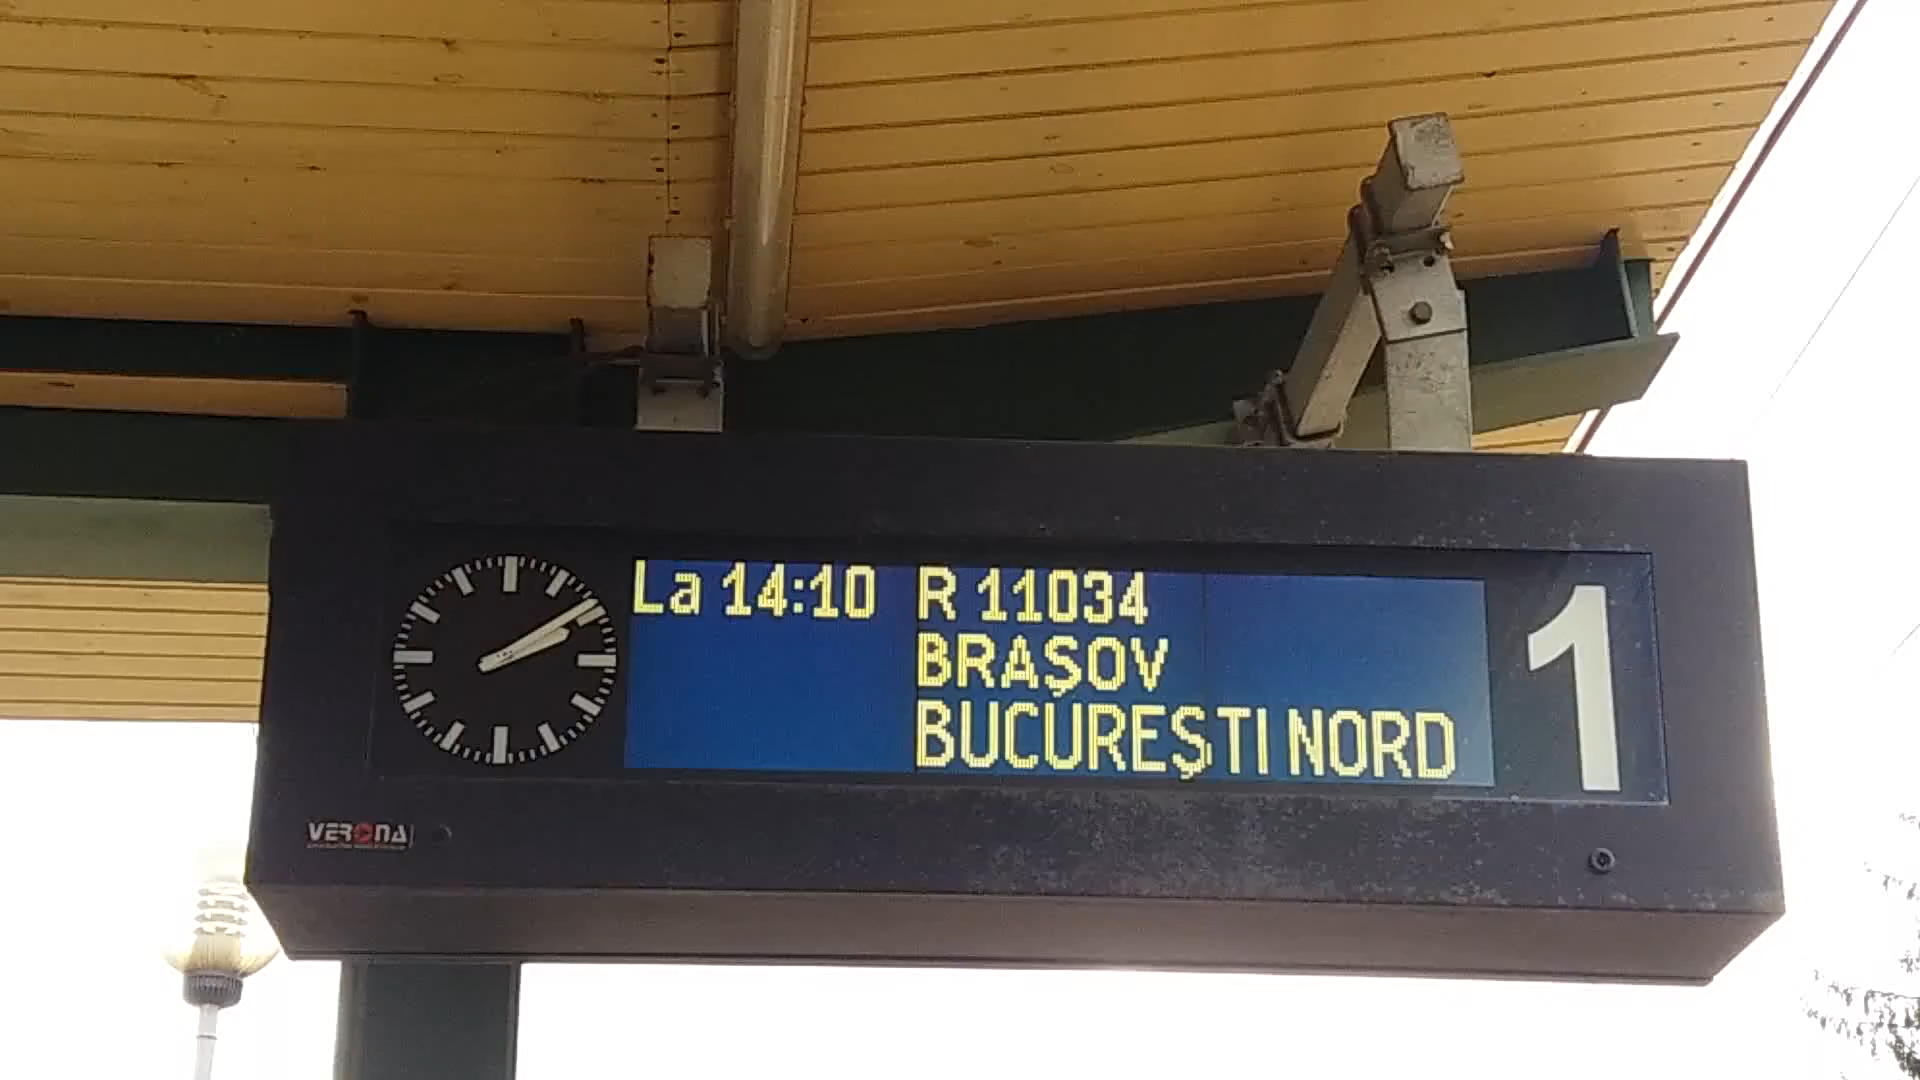 La 14:10 R 11034
BRAȘOV
BUCUREȘTI NORD
1
VERONA